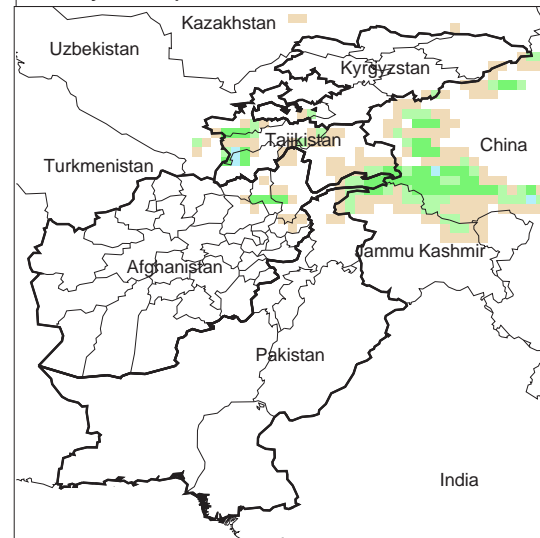 Kazakhstan
Uzbekistan
Kyrgyzstan
Tajikistan
China
Turkmenistan
Jammu Kashmir
Afghanistan
Pakistan
India